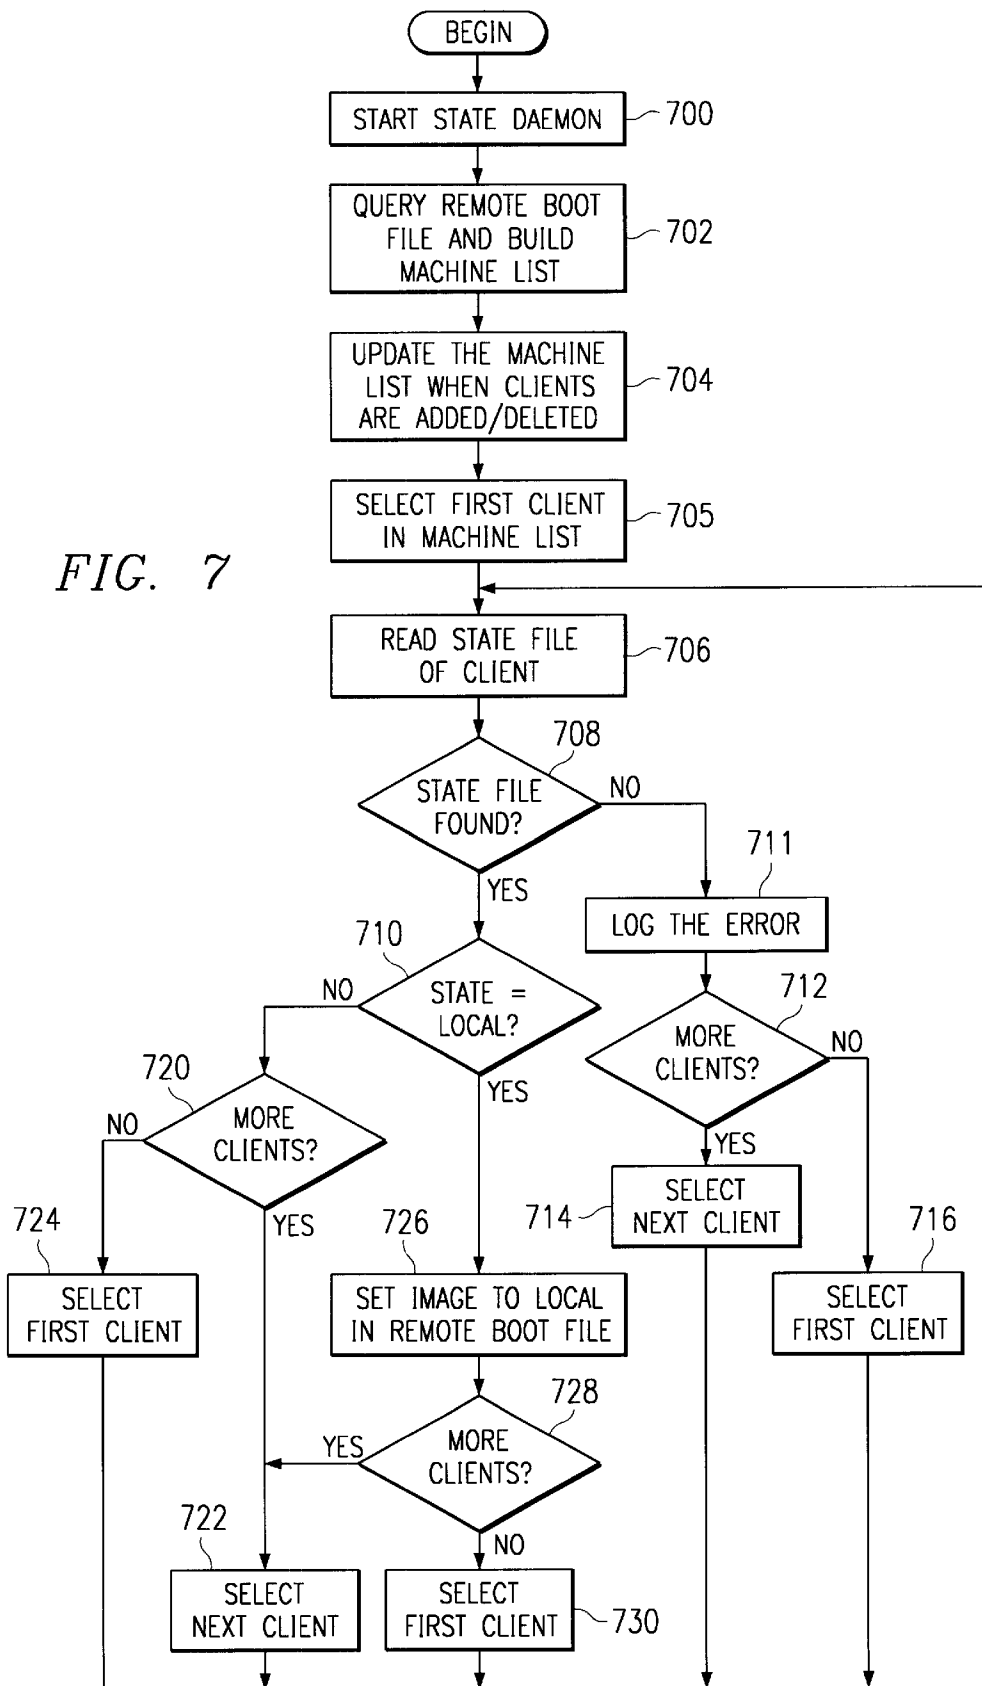 BEGIN
START STATE DAEMON
700
QUERY REMOTE BOOT
FILE AND BUILD
MACHINE LIST
702
UPDATE THE MACHINE
LIST WHEN CLIENTS
ARE ADDED/DELETED
704
SELECT FIRST CLIENT
IN MACHINE LIST
705
FIG. 7
READ STATE FILE
OF CLIENT
706
708
STATE FILE
FOUND?
NO
YES
711
LOG THE ERROR
710
STATE =
LOCAL?
NO
YES
712
MORE
CLIENTS?
NO
YES
720
MORE
CLIENTS?
NO
YES
714
SELECT
NEXT CLIENT
716
SELECT
FIRST CLIENT
724
SELECT
FIRST CLIENT
726
SET IMAGE TO LOCAL
IN REMOTE BOOT FILE
728
MORE
CLIENTS?
YES
NO
722
SELECT
NEXT CLIENT
SELECT
FIRST CLIENT
730